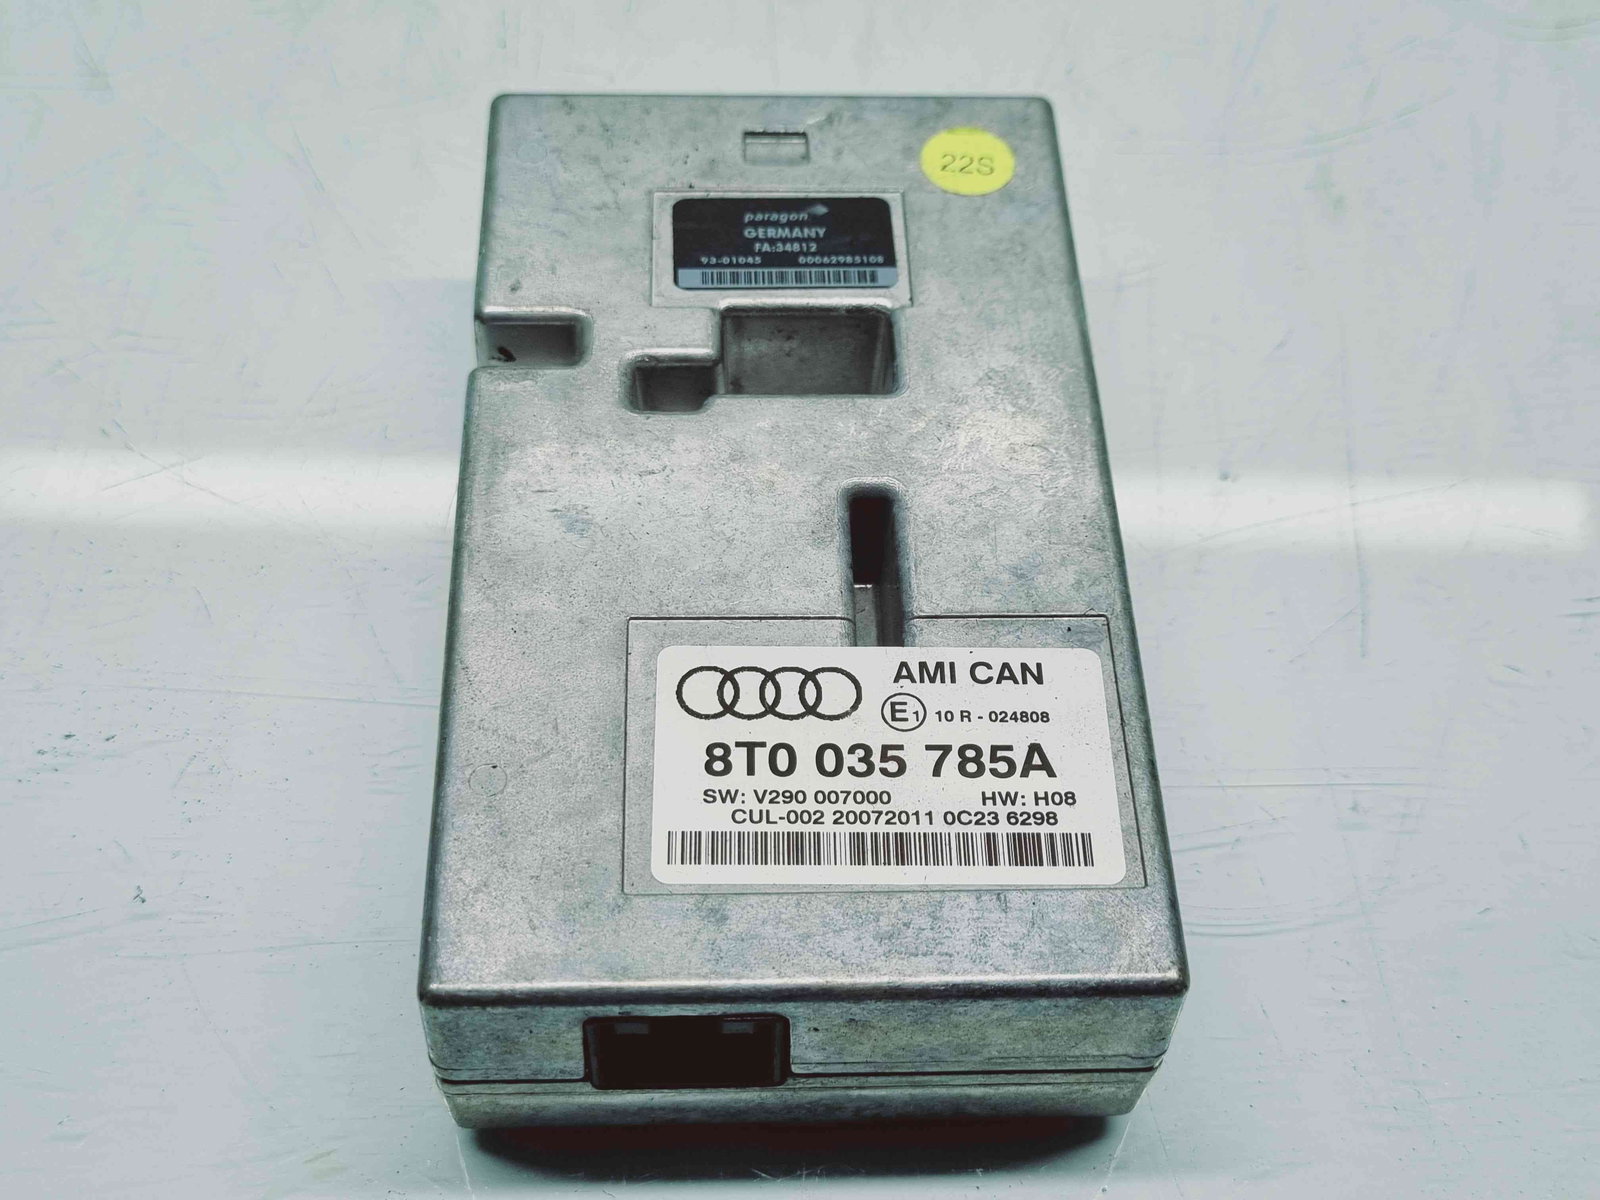 22S
paragon
GERMANY
FA:34812
93-01045 00062985108
AMI CAN
E1 10 R - 024808
8T0 035 785A
SW: V290 007000 HW: H08
CUL-002 20072011 0C23 6298